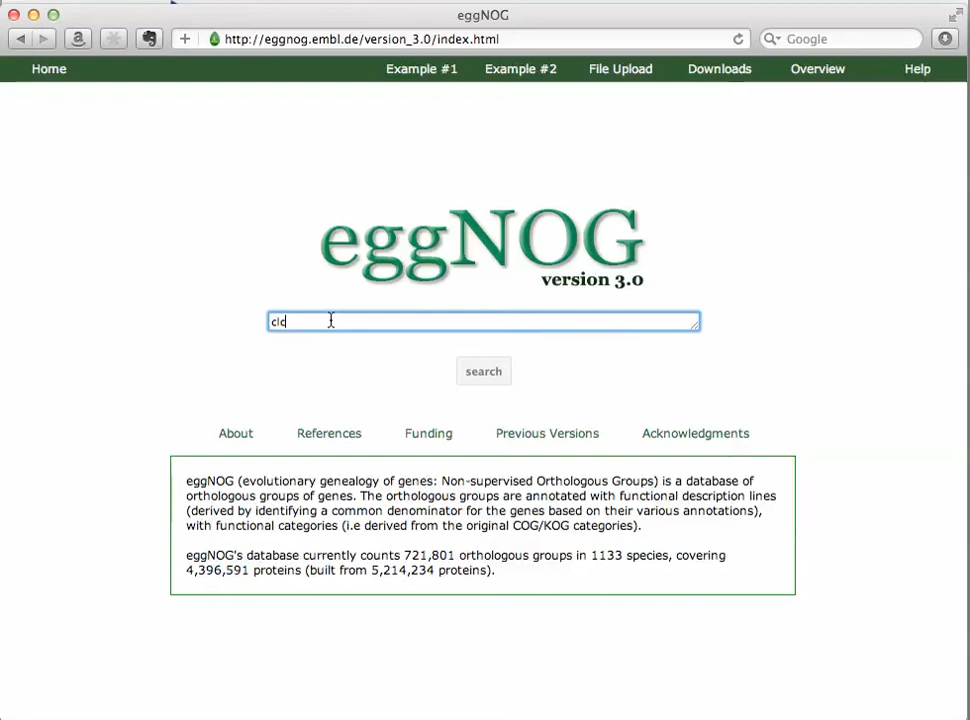 eggNOG
http://eggnog.embl.de/version_3.0/index.html
Google
Home Example #1 Example #2 File Upload Downloads Overview Help
eggNOG
version 3.0
clc
search
About References Funding Previous Versions Acknowledgments
eggNOG (evolutionary genealogy of genes: Non-supervised Orthologous Groups) is a database of
orthologous groups of genes. The orthologous groups are annotated with functional description lines
(derived by identifying a common denominator for the genes based on their various annotations),
with functional categories (i.e derived from the original COG/KOG categories).
eggNOG's database currently counts 721,801 orthologous groups in 1133 species, covering
4,396,591 proteins (built from 5,214,234 proteins).